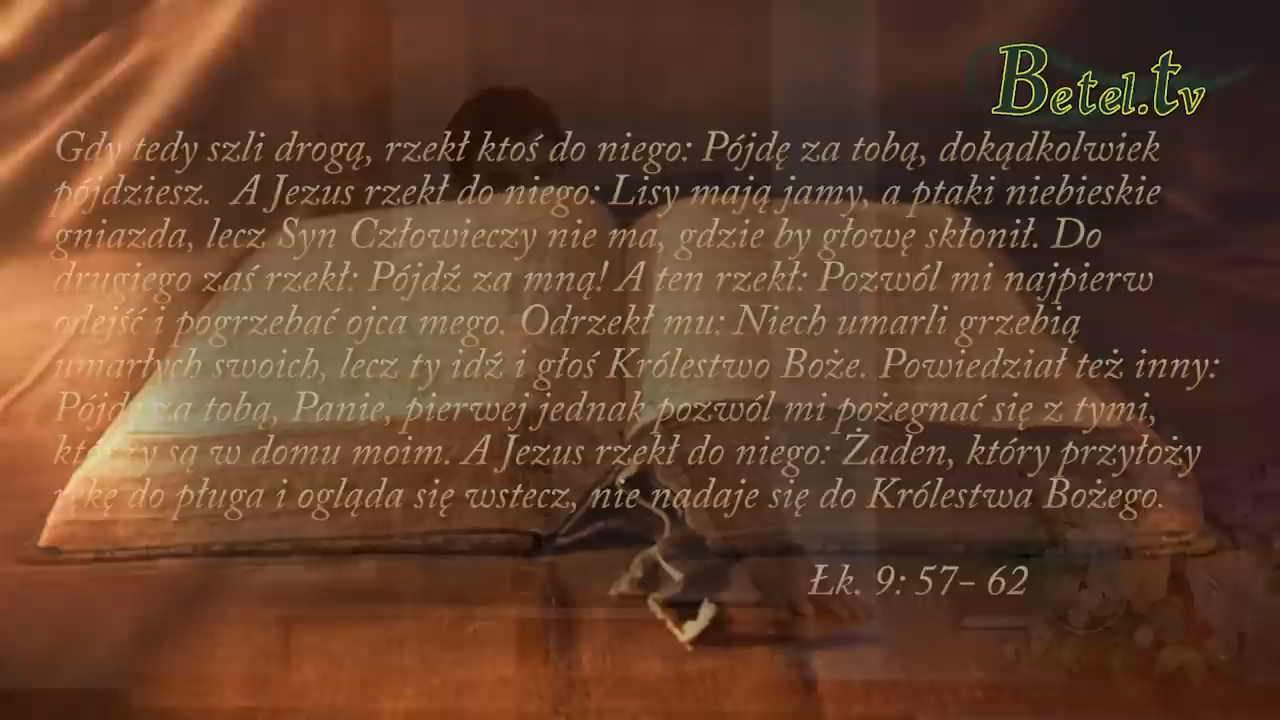 Betel.tv
Gdy tedy szli drogą, rzekł ktoś do niego: Pójdę za tobą, dokądkolwiek
pójdziesz. A Jezus rzekł do niego: Lisy mają jamy, a ptaki niebieskie
gniazda, lecz Syn Człowieczy nie ma, gdzie by głowę skłonił. Do
drugiego zaś rzekł: Pójdź za mną! A ten rzekł: Pozwól mi najpierw
odejść i pogrzebać ojca mego. Odrzekł mu: Niech umarli grzebią
umarłych swoich, lecz ty idź i głoś Królestwo Boże. Powiedział też inny:
Pójdę za tobą, Panie, pierwej jednak pozwól mi pożegnać się z tymi,
którzy są w domu moim. A Jezus rzekł do niego: Żaden, który przyłoży
rękę do pługa i ogląda się wstecz, nie nadaje się do Królestwa Bożego.
Łk. 9: 57- 62